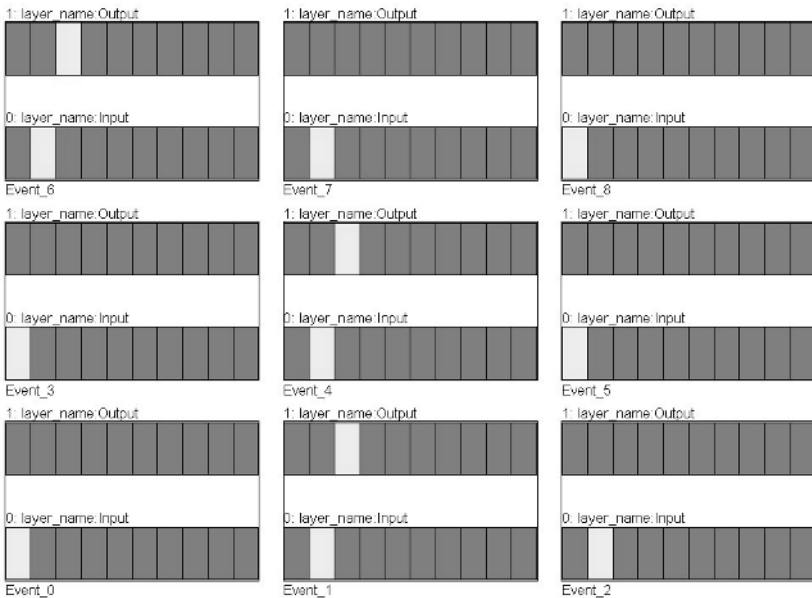 1: layer_name:Output
1: layer_name:Output
1: layer_name:Output
0: layer_name:Input
0: layer_name:Input
0: layer_name:Input
Event_6
Event_7
Event_8
1: layer_name:Output
1: layer_name:Output
1: layer_name:Output
0: layer_name:Input
0: layer_name:Input
0: layer_name:Input
Event_3
Event_4
Event_5
1: layer_name:Output
1: layer_name:Output
1: layer_name:Output
0: layer_name:Input
0: layer_name:Input
0: layer_name:Input
Event_0
Event_1
Event_2